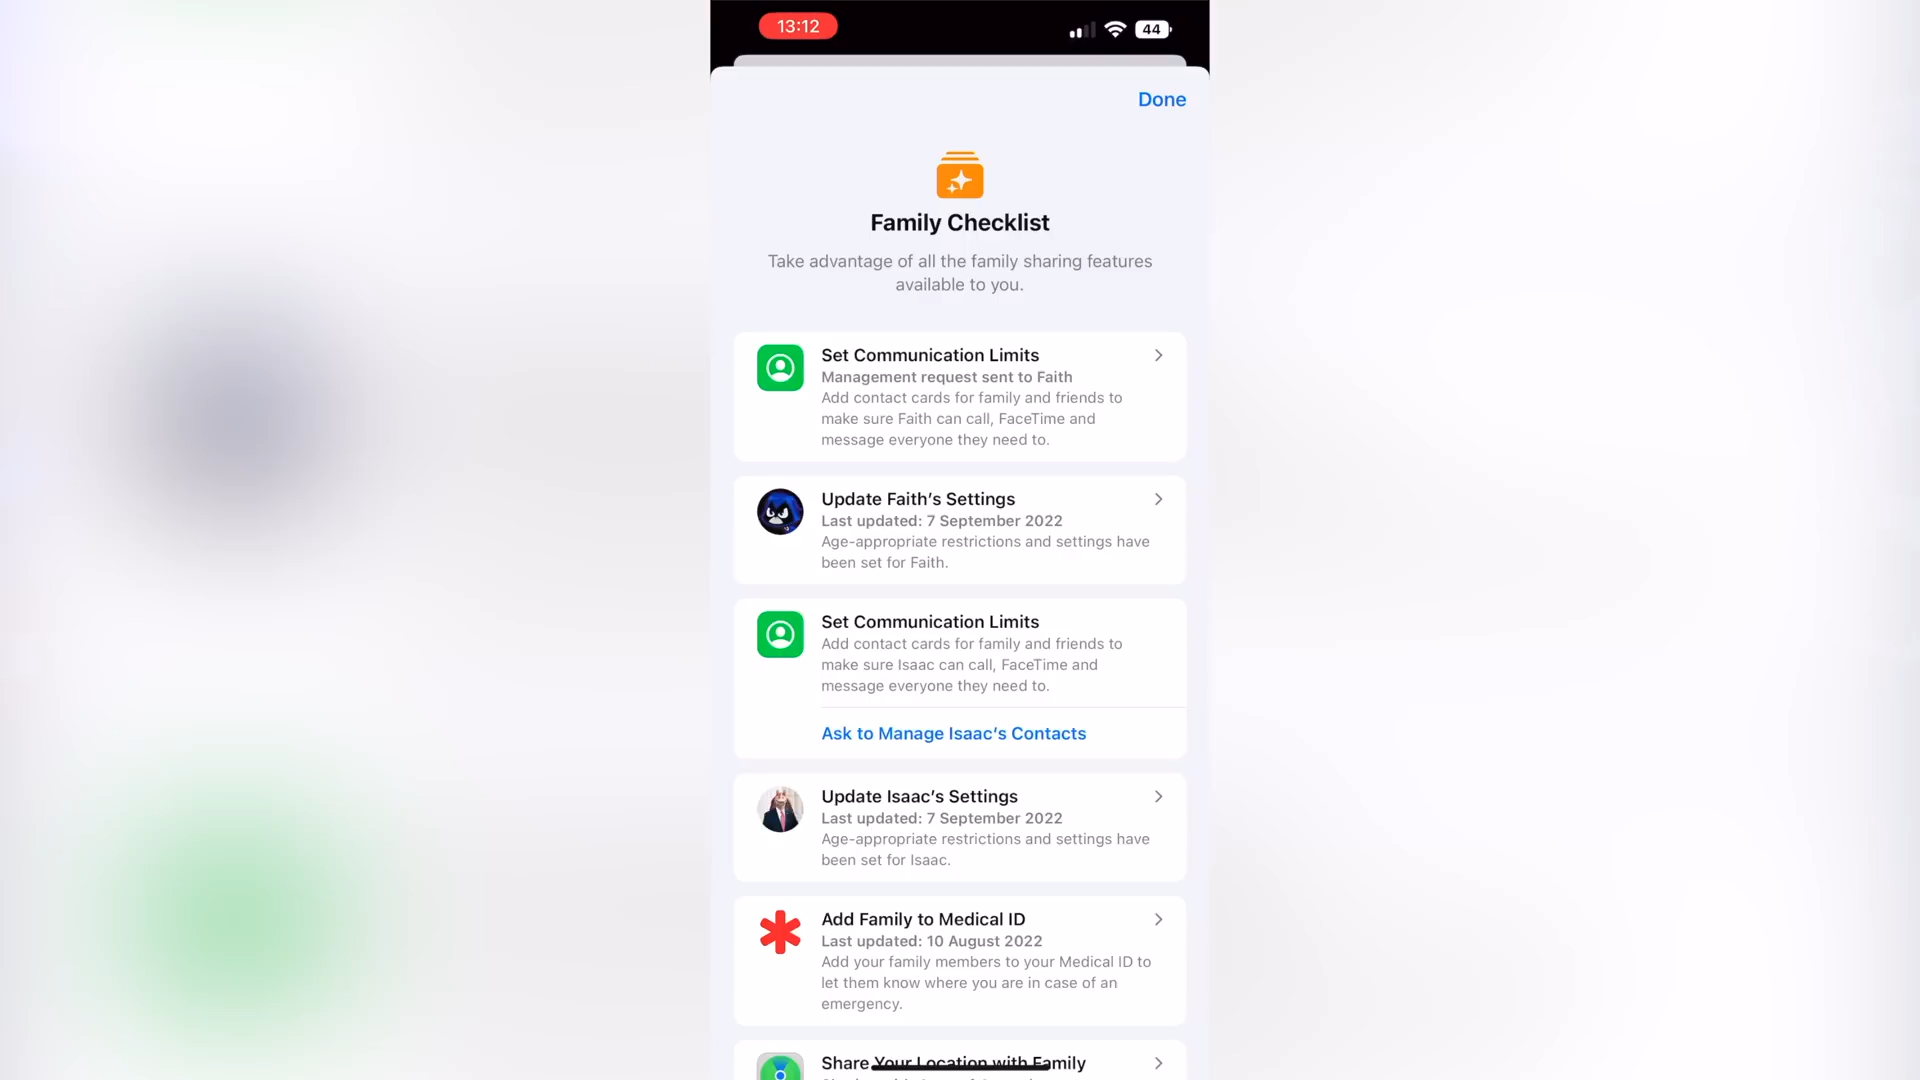 13:12
44
Done
Family Checklist
Take advantage of all the family sharing features
available to you.
Set Communication Limits
Management request sent to Faith
Add contact cards for family and friends to
make sure Faith can call, FaceTime and
message everyone they need to.
Update Faith's Settings
Last updated: 7 September 2022
Age-appropriate restrictions and settings have
been set for Faith.
Set Communication Limits
Add contact cards for family and friends to
make sure Isaac can call, FaceTime and
message everyone they need to.
Ask to Manage Isaac's Contacts
Update Isaac's Settings
Last updated: 7 September 2022
Age-appropriate restrictions and settings have
been set for Isaac.
Add Family to Medical ID
Last updated: 10 August 2022
Add your family members to your Medical ID to
let them know where you are in case of an
emergency.
Share Your Location with Family